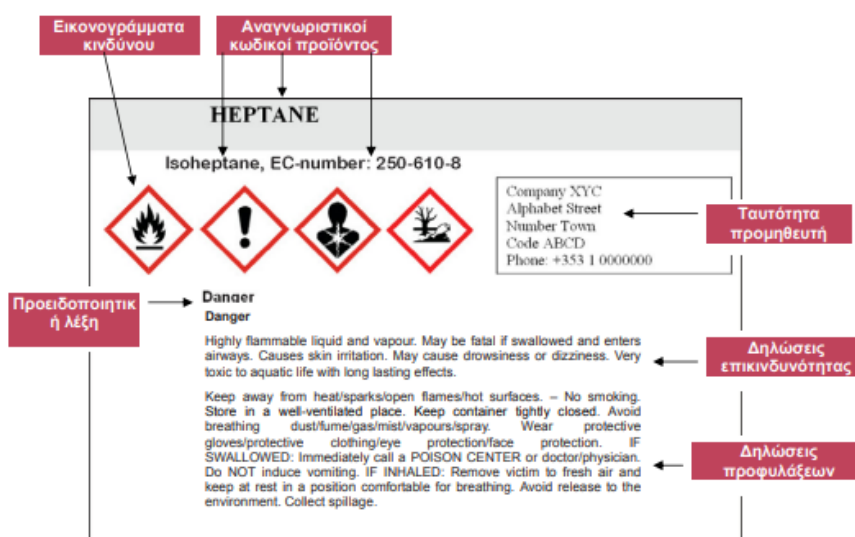 Εικονογράμματα
κινδύνου
Αναγνωριστικοί
κωδικοί προϊόντος
HEPTANE
Isoheptane, EC-number: 250-610-8
Company XYC
Alphabet Street
Number Town
Code ABCD
Phone: +353 1 0000000
Ταυτότητα
προμηθευτή
Προειδοποιητικ
ή λέξη
Danger
Danger
Highly flammable liquid and vapour. May be fatal if swallowed and enters
airways. Causes skin irritation. May cause drowsiness or dizziness. Very
toxic to aquatic life with long lasting effects.
Δηλώσεις
επικινδυνότητας
Keep away from heat/sparks/open flames/hot surfaces. – No smoking.
Store in a well-ventilated place. Keep container tightly closed. Avoid
breathing dust/fume/gas/mist/vapours/spray. Wear protective
gloves/protective clothing/eye protection/face protection. IF
SWALLOWED: Immediately call a POISON CENTER or doctor/physician.
Do NOT induce vomiting. IF INHALED: Remove victim to fresh air and
keep at rest in a position comfortable for breathing. Avoid release to the
environment. Collect spillage.
Δηλώσεις
προφυλάξεων